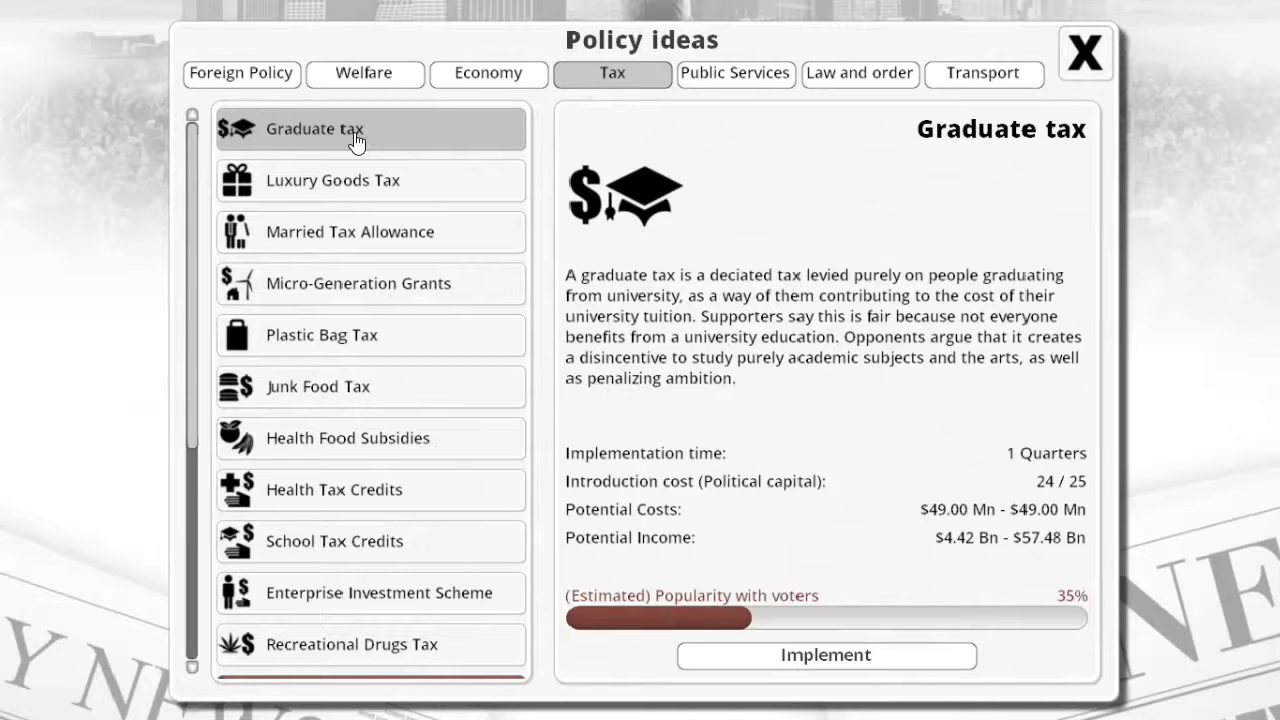 Policy ideas
X
Foreign Policy
Welfare
Economy
Tax
Public Services
Law and order
Transport
Graduate tax
Luxury Goods Tax
Married Tax Allowance
Micro-Generation Grants
Plastic Bag Tax
Junk Food Tax
Health Food Subsidies
Health Tax Credits
School Tax Credits
Enterprise Investment Scheme
Recreational Drugs Tax
Graduate tax
A graduate tax is a deciated tax levied purely on people graduating
from university, as a way of them contributing to the cost of their
university tuition. Supporters say this is fair because not everyone
benefits from a university education. Opponents argue that it creates
a disincentive to study purely academic subjects and the arts, as well
as penalizing ambition.
Implementation time: 1 Quarters
Introduction cost (Political capital): 24 / 25
Potential Costs: $49.00 Mn - $49.00 Mn
Potential Income: $4.42 Bn - $57.48 Bn
(Estimated) Popularity with voters 35%
Implement